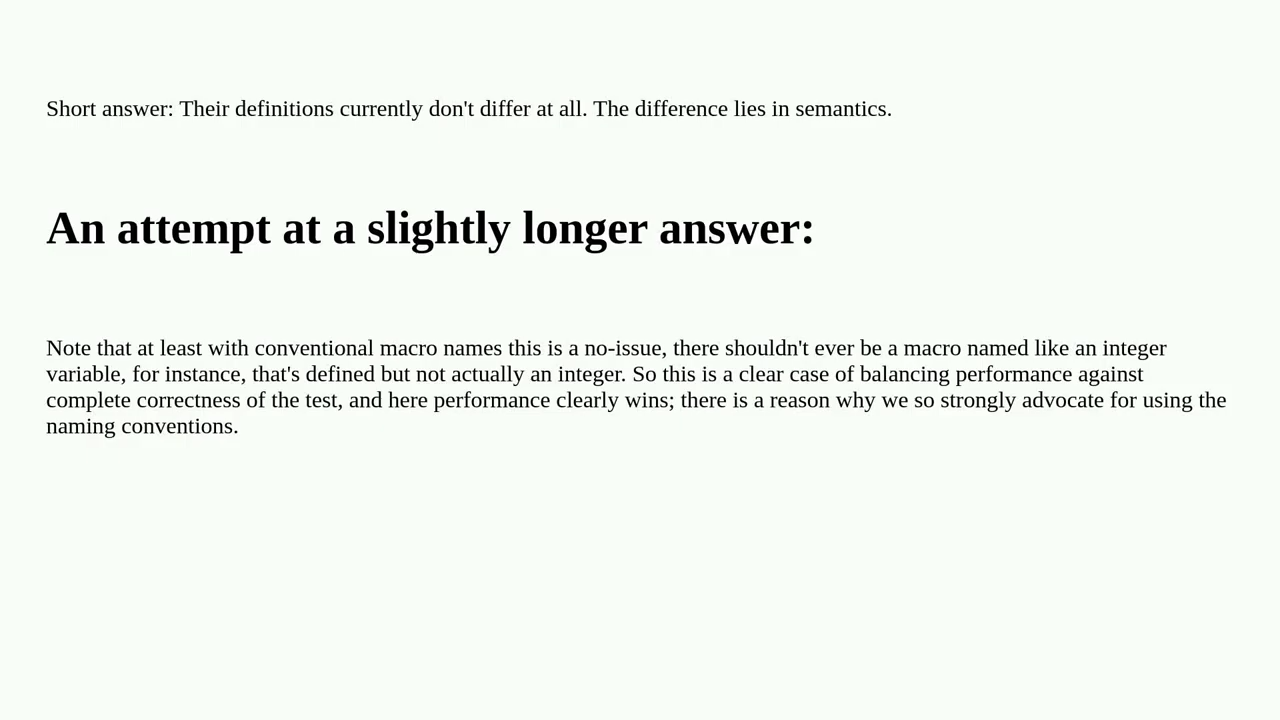 Short answer: Their definitions currently don't differ at all. The difference lies in semantics.
An attempt at a slightly longer answer:
Note that at least with conventional macro names this is a no-issue, there shouldn't ever be a macro named like an integer
variable, for instance, that's defined but not actually an integer. So this is a clear case of balancing performance against
complete correctness of the test, and here performance clearly wins; there is a reason why we so strongly advocate for using the
naming conventions.